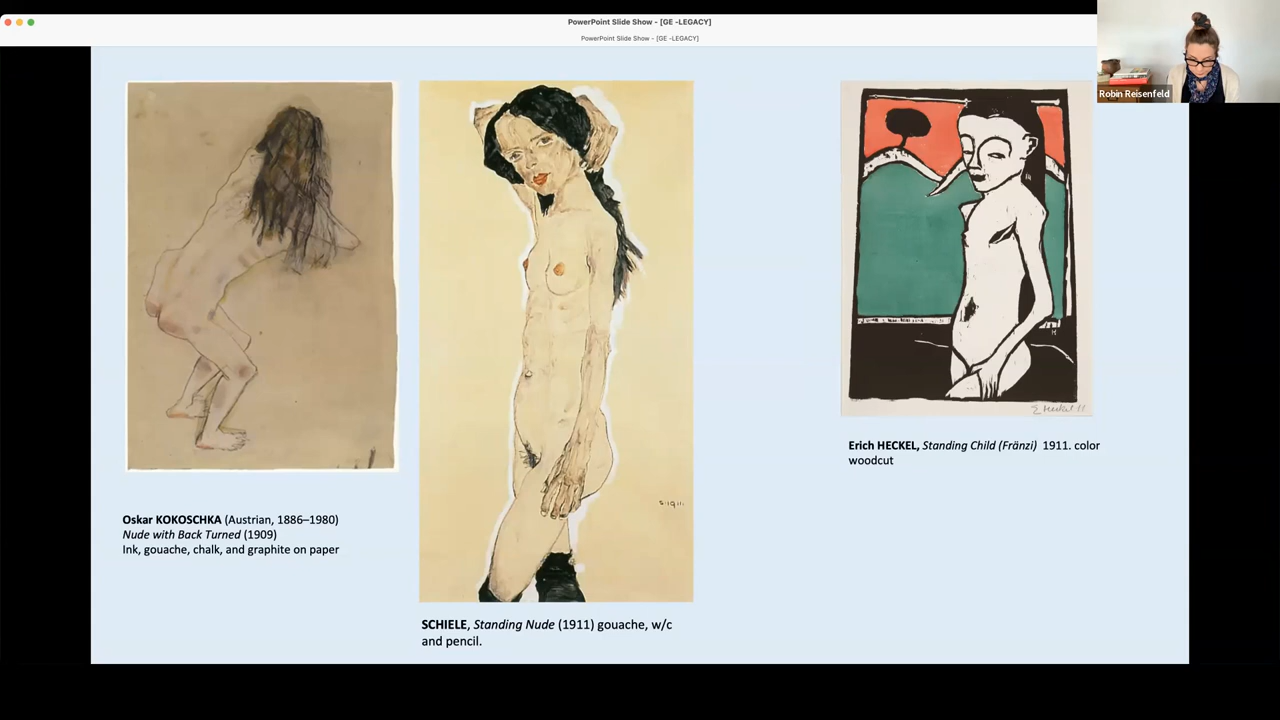 PowerPoint Slide Show - [GE -LEGACY]
PowerPoint Slide Show - [GE -LEGACY]
Robin Reisenfeld
Oskar KOKOSCHKA (Austrian, 1886–1980)
Nude with Back Turned (1909)
Ink, gouache, chalk, and graphite on paper
SCHIELE, Standing Nude (1911) gouache, w/c
and pencil.
Erich HECKEL, Standing Child (Fränzi)  1911. color
woodcut